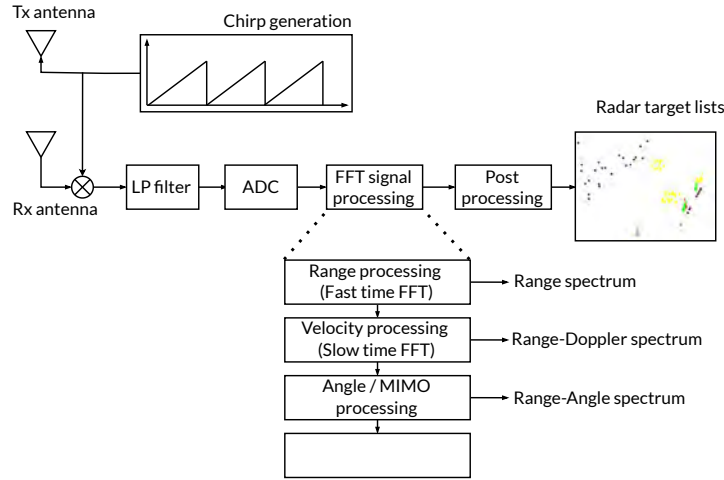 Tx antenna
Chirp generation
Radar target lists
Rx antenna
LP filter
ADC
FFT signal
processing
Post
processing
Range processing
(Fast time FFT)
Range spectrum
Velocity processing
(Slow time FFT)
Range-Doppler spectrum
Angle / MIMO
processing
Range-Angle spectrum